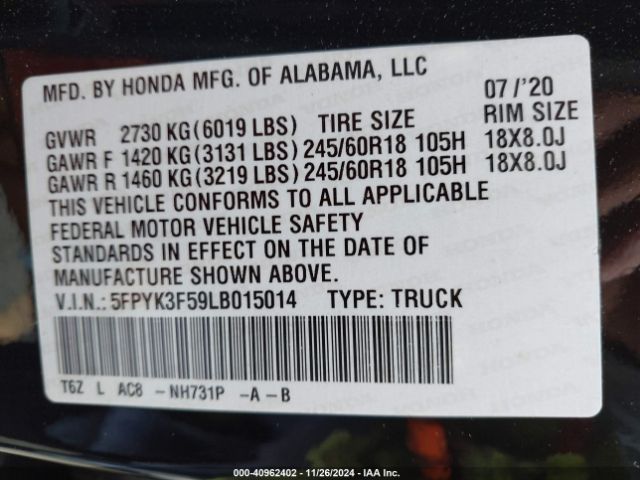 MFD. BY HONDA MFG. OF ALABAMA, LLC
07/'20
GVWR 2730 KG(6019 LBS) TIRE SIZE RIM SIZE
GAWR F 1420 KG(3131 LBS)245/60R18 105H 18X8.0J
GAWR R 1460 KG(3219 LBS)245/60R18 105H 18X8.0J
THIS VEHICLE CONFORMS TO ALL APPLICABLE
FEDERAL MOTOR VEHICLE SAFETY
STANDARDS IN EFFECT ON THE DATE OF
MANUFACTURE SHOWN ABOVE.
V.I.N.:5FPYK3F59LB015014 TYPE: TRUCK
T6Z L AC8 -NH731P -A-B
000-40962402 - 11/26/2024 - IAA Inc.